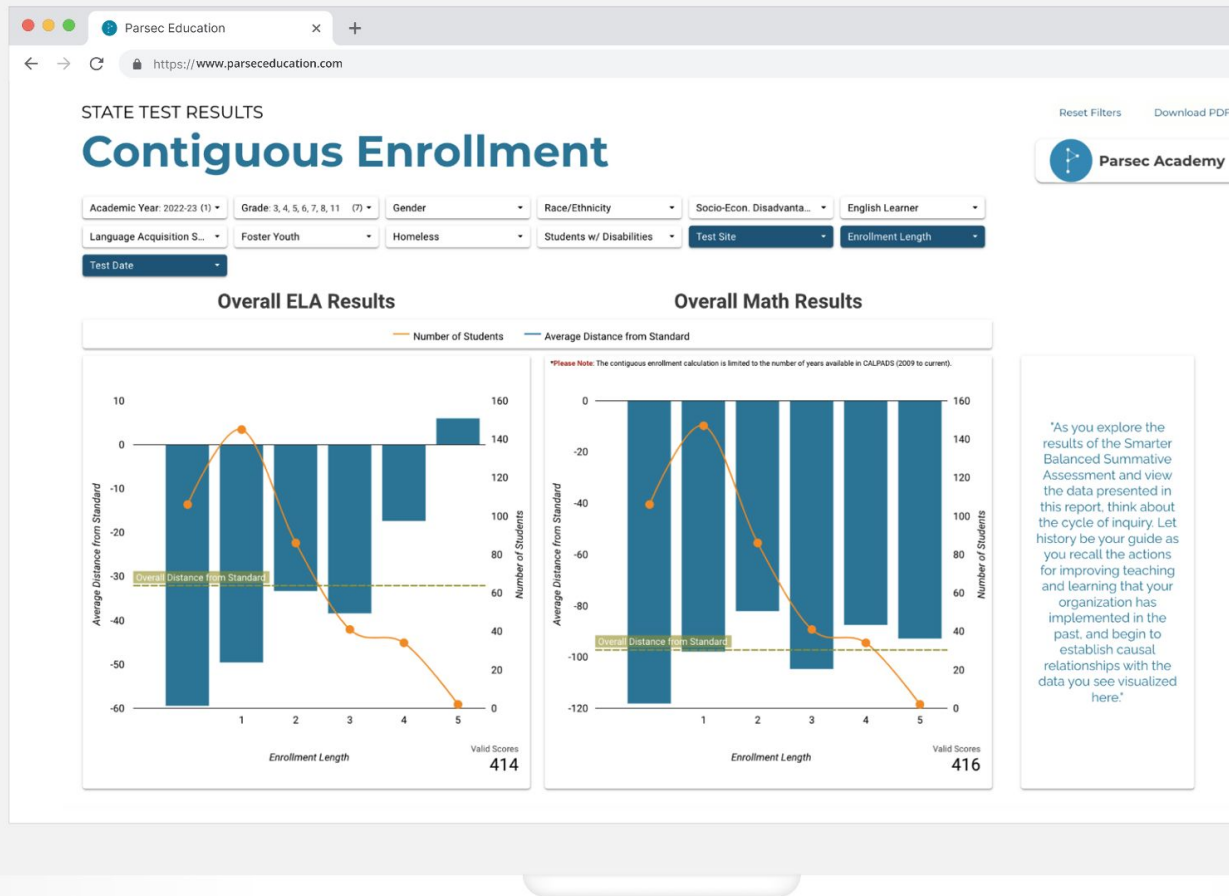 Parsec Education
https://www.parseceducation.com
STATE TEST RESULTS
Contiguous Enrollment
Reset Filters
Download PDF
Parsec Academy
Academic Year: 2022-23 (1)
Grade: 3, 4, 5, 6, 7, 8, 11 (7)
Gender
Race/Ethnicity
Socio-Econ. Disadvanta...
English Learner
Language Acquisition S...
Foster Youth
Homeless
Students w/ Disabilities
Test Site
Enrollment Length
Test Date
Overall ELA Results
Overall Math Results
Number of Students
Average Distance from Standard
10
0
-10
-20
-30
-40
-50
-60
Average Distance from Standard
Overall Distance from Standard
160
140
120
100
80
60
40
20
0
Number of Students
1 2 3 4 5
Enrollment Length
Valid Scores
414
*Please Note: The contiguous enrollment calculation is limited to the number of years available in CALPADS (2009 to current).
0
-20
-40
-60
-80
-100
-120
Average Distance from Standard
Overall Distance from Standard
160
140
120
100
80
60
40
20
0
Number of Students
1 2 3 4 5
Enrollment Length
Valid Scores
416
"As you explore the
results of the Smarter
Balanced Summative
Assessment and view
the data presented in
this report, think about
the cycle of inquiry. Let
history be your guide as
you recall the actions
for improving teaching
and learning that your
organization has
implemented in the
past, and begin to
establish causal
relationships with the
data you see visualized
here."